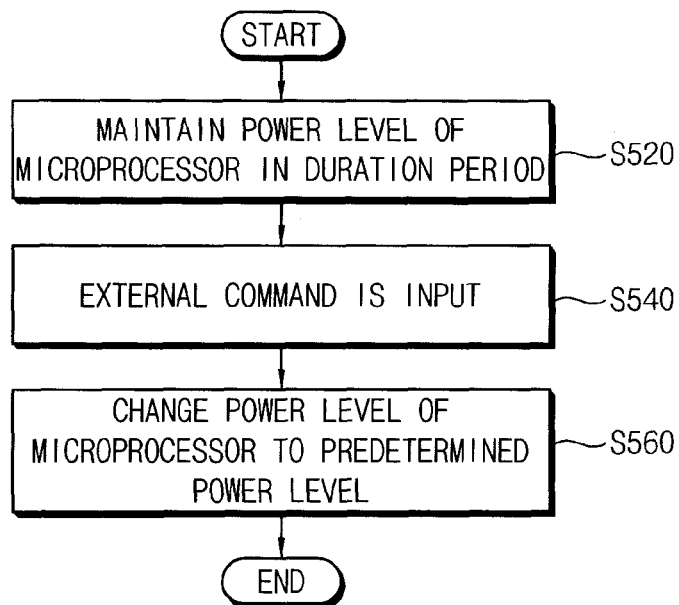 START
MAINTAIN POWER LEVEL OF
MICROPROCESSOR IN DURATION PERIOD
S520
EXTERNAL COMMAND IS INPUT
S540
CHANGE POWER LEVEL OF
MICROPROCESSOR TO PREDETERMINED
POWER LEVEL
S560
END